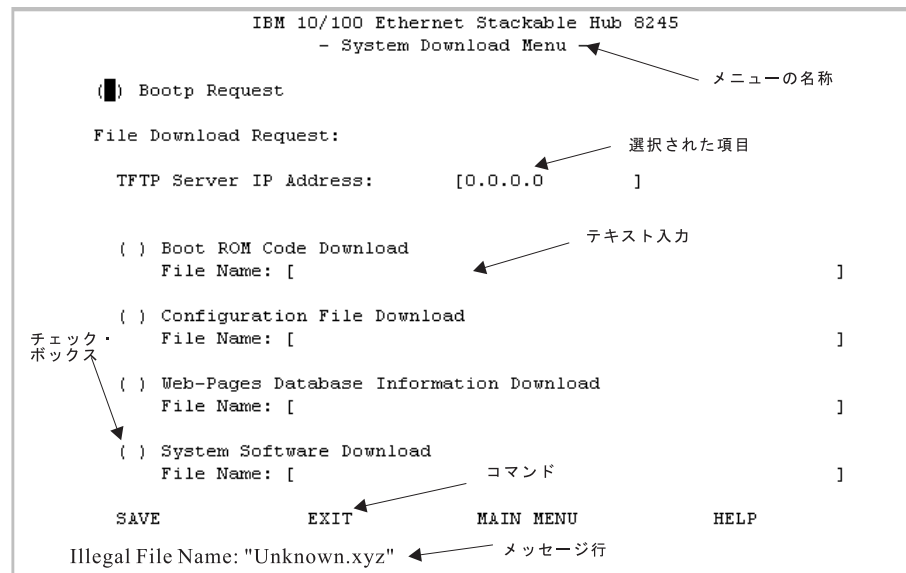 IBM 10/100 Ethernet Stackable Hub 8245
- System Download Menu -
メニューの名称
(█) Bootp Request
File Download Request:
選択された項目
TFTP Server IP Address: [0.0.0.0 ]
テキスト入力
( ) Boot ROM Code Download
File Name: [ ]
( ) Configuration File Download
チェック・
ボックス
File Name: [ ]
( ) Web-Pages Database Information Download
File Name: [ ]
( ) System Software Download
File Name: [ ]
コマンド
SAVE EXIT MAIN MENU HELP
Illegal File Name: "Unknown.xyz"
メッセージ行